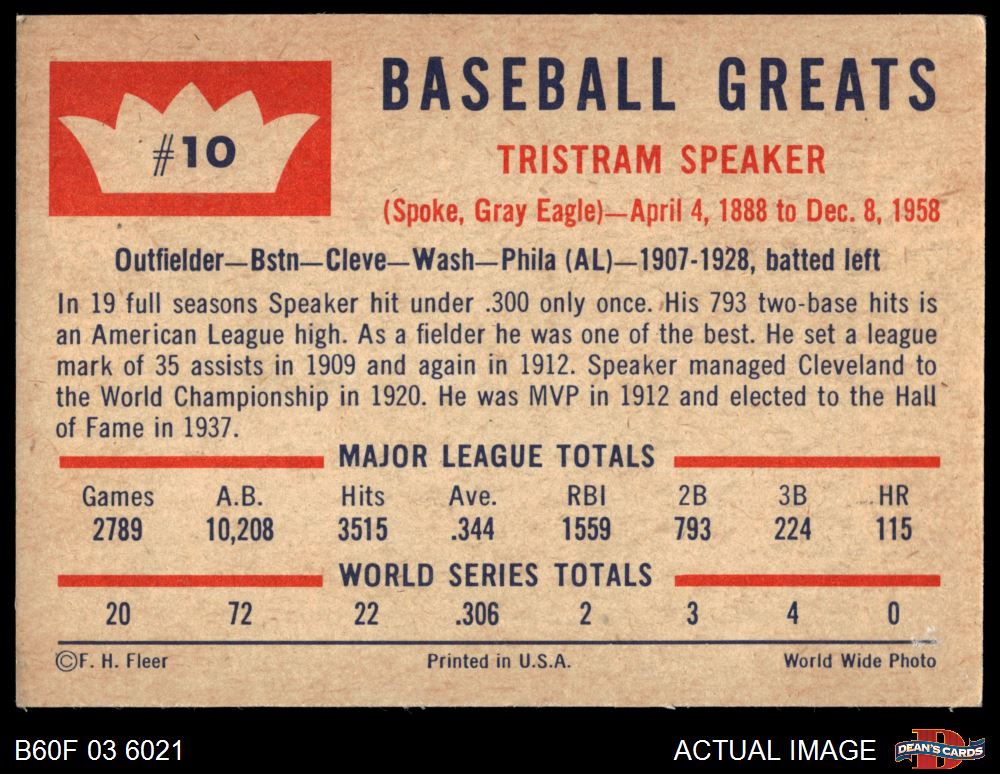 #10
BASEBALL GREATS
TRISTRAM SPEAKER
(Spoke, Gray Eagle)—April 4, 1888 to Dec. 8, 1958
Outfielder—Bstn—Cleve—Wash—Phila (AL)—1907-1928, batted left
In 19 full seasons Speaker hit under .300 only once. His 793 two-base hits is
an American League high. As a fielder he was one of the best. He set a league
mark of 35 assists in 1909 and again in 1912. Speaker managed Cleveland to
the World Championship in 1920. He was MVP in 1912 and elected to the Hall
of Fame in 1937.
MAJOR LEAGUE TOTALS
Games A.B. Hits Ave. RBI 2B 3B HR
2789 10,208 3515 .344 1559 793 224 115
WORLD SERIES TOTALS
20 72 22 .306 2 3 4 0
©F. H. Fleer Printed in U.S.A. World Wide Photo
B60F 03 6021 ACTUAL IMAGE D DEAN'S CARDS